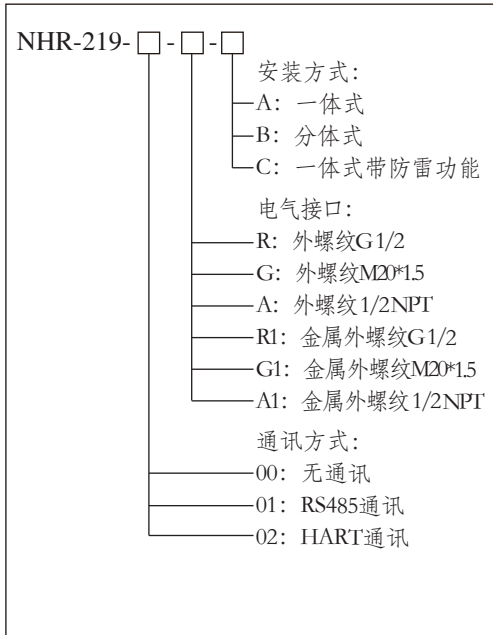 NHR-219-□-□-□
安装方式：
A：一体式
B：分体式
C：一体式带防雷功能
电气接口：
R：外螺纹G1/2
G：外螺纹M20*1.5
A：外螺纹1/2NPT
R1：金属外螺纹G1/2
G1：金属外螺纹M20*1.5
A1：金属外螺纹1/2NPT
通讯方式：
00：无通讯
01：RS485通讯
02：HART通讯